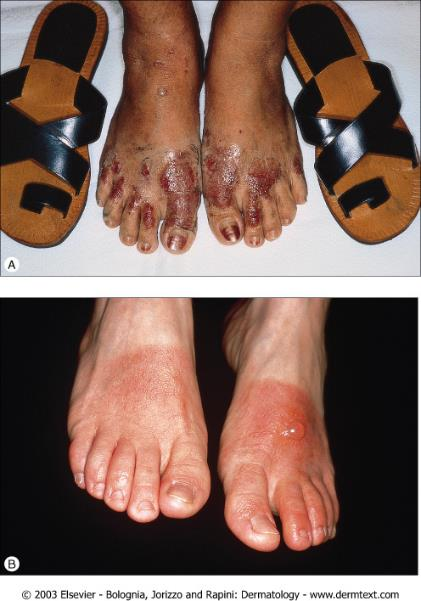 A
B
© 2003 Elsevier - Bolognia, Jorizzo and Rapini: Dermatology - www.dermtext.com